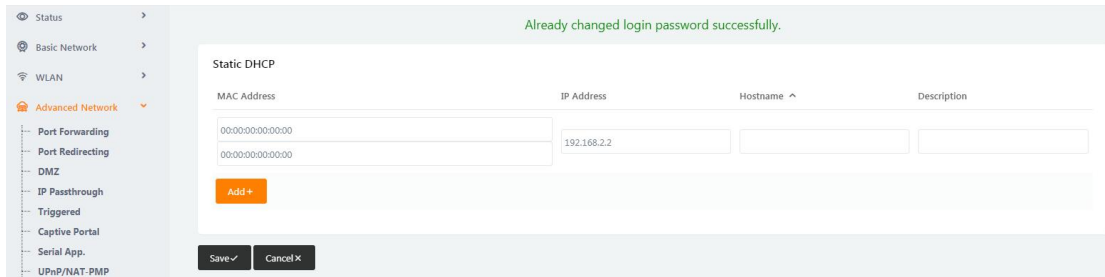 Status
Basic Network
WLAN
Advanced Network
Port Forwarding
Port Redirecting
DMZ
IP Passthrough
Triggered
Captive Portal
Serial App.
UPnP/NAT-PMP
Already changed login password successfully.
Static DHCP
MAC Address IP Address Hostname Description
00:00:00:00:00:00
192.168.2.2
00:00:00:00:00:00
Add+
Save Cancel